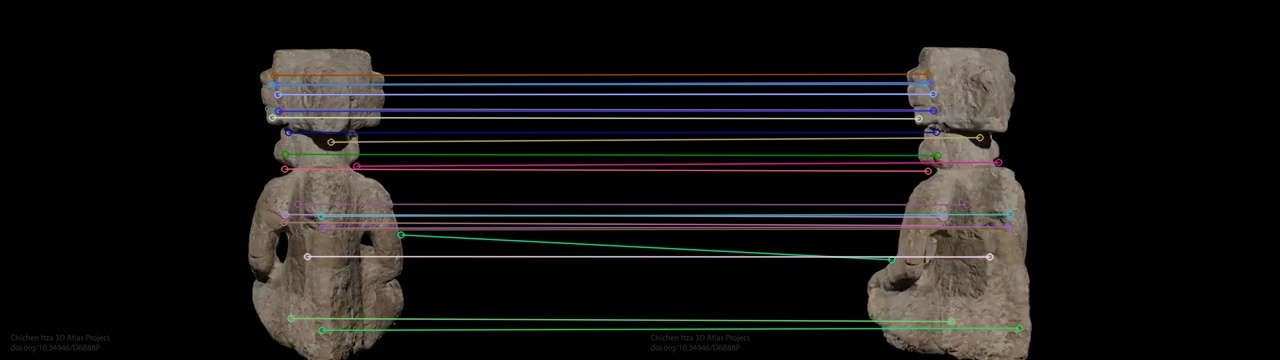 Chichen Itza 3D Atlas Project
doi.org/10.34946/D6B88P
Chichen Itza 3D Atlas Project
doi.org/10.34946/D6B88P